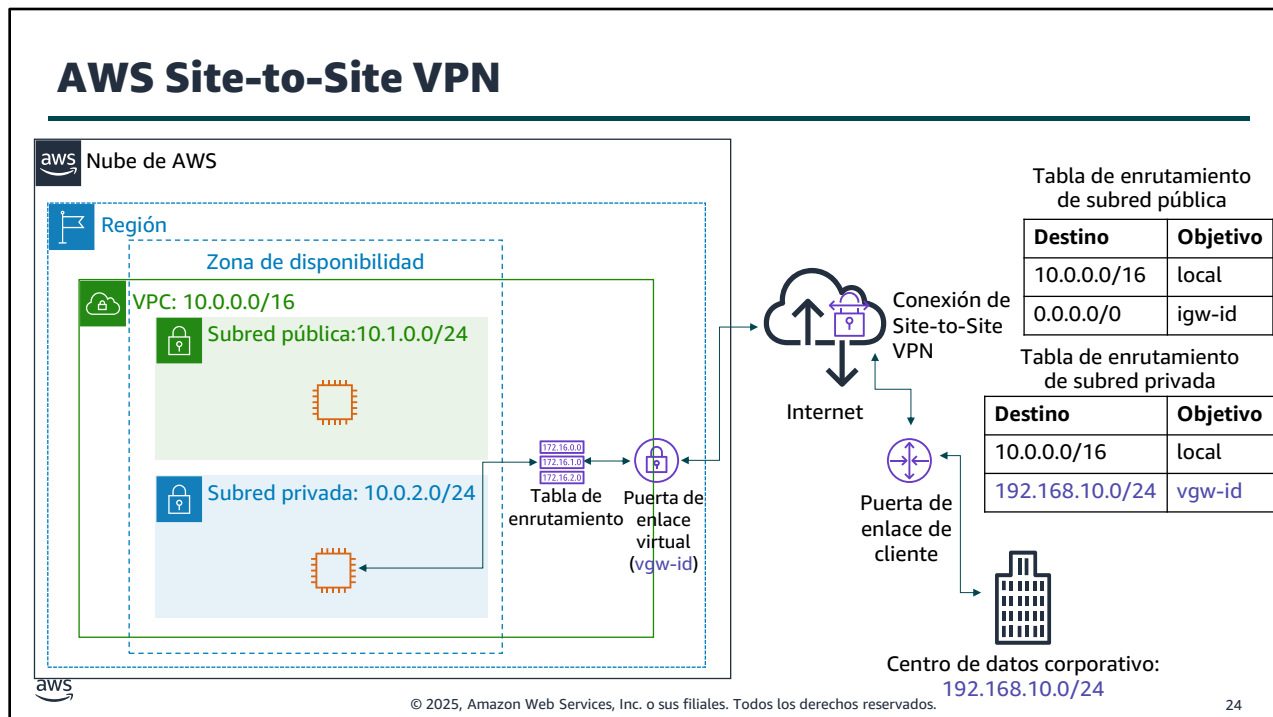 AWS Site-to-Site VPN
aws
Nube de AWS
Región
Zona de disponibilidad
VPC: 10.0.0.0/16
Subred pública:10.1.0.0/24
Subred privada: 10.0.2.0/24
172.16.0.0
172.16.1.0
172.16.2.0
Tabla de
enrutamiento
Puerta de
enlace
virtual
(vgw-id)
Internet
Conexión de
Site-to-Site
VPN
Puerta de
enlace de
cliente
Centro de datos corporativo:
192.168.10.0/24
Tabla de enrutamiento
de subred pública
Destino Objetivo
10.0.0.0/16 local
0.0.0.0/0 igw-id
Tabla de enrutamiento
de subred privada
Destino Objetivo
10.0.0.0/16 local
192.168.10.0/24 vgw-id
aws
© 2025, Amazon Web Services, Inc. o sus filiales. Todos los derechos reservados.
24